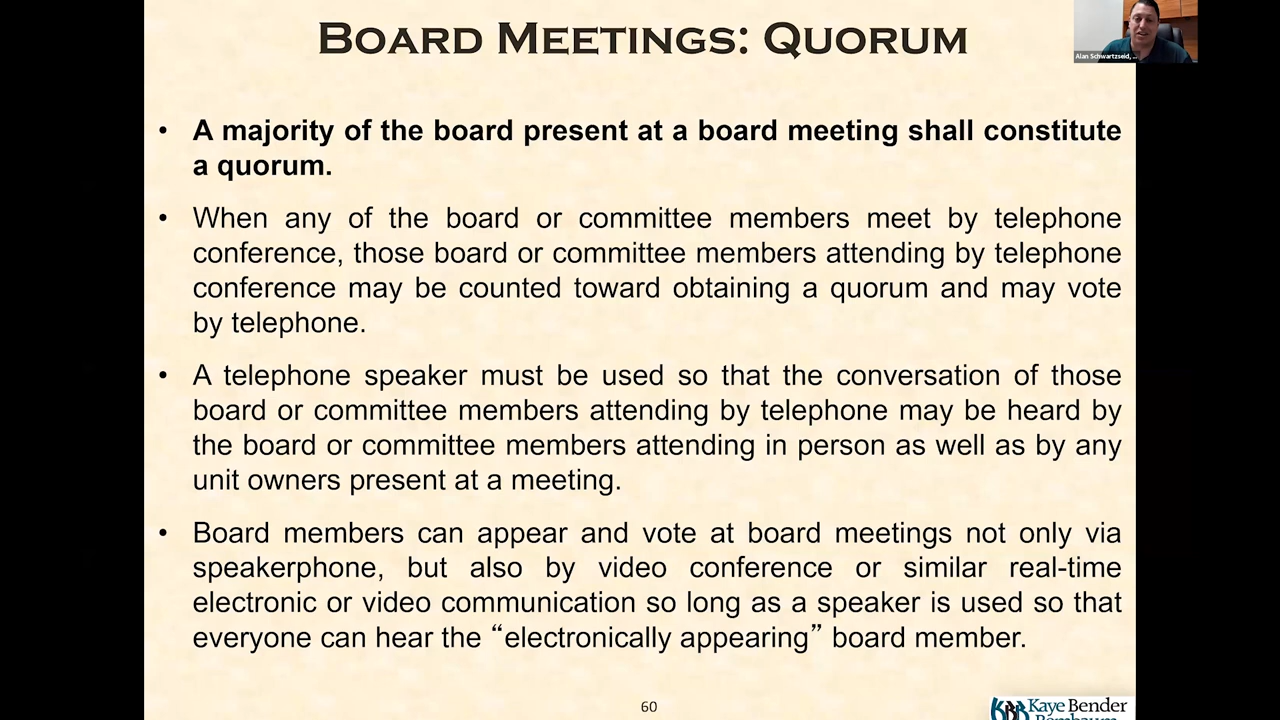 BOARD MEETINGS: QUORUM
Alan Schwartzseid, ...
• A majority of the board present at a board meeting shall constitute
a quorum.
• When any of the board or committee members meet by telephone
conference, those board or committee members attending by telephone
conference may be counted toward obtaining a quorum and may vote
by telephone.
• A telephone speaker must be used so that the conversation of those
board or committee members attending by telephone may be heard by
the board or committee members attending in person as well as by any
unit owners present at a meeting.
• Board members can appear and vote at board meetings not only via
speakerphone, but also by video conference or similar real-time
electronic or video communication so long as a speaker is used so that
everyone can hear the “electronically appearing” board member.
60
KBR Kaye Bender
Rembaum